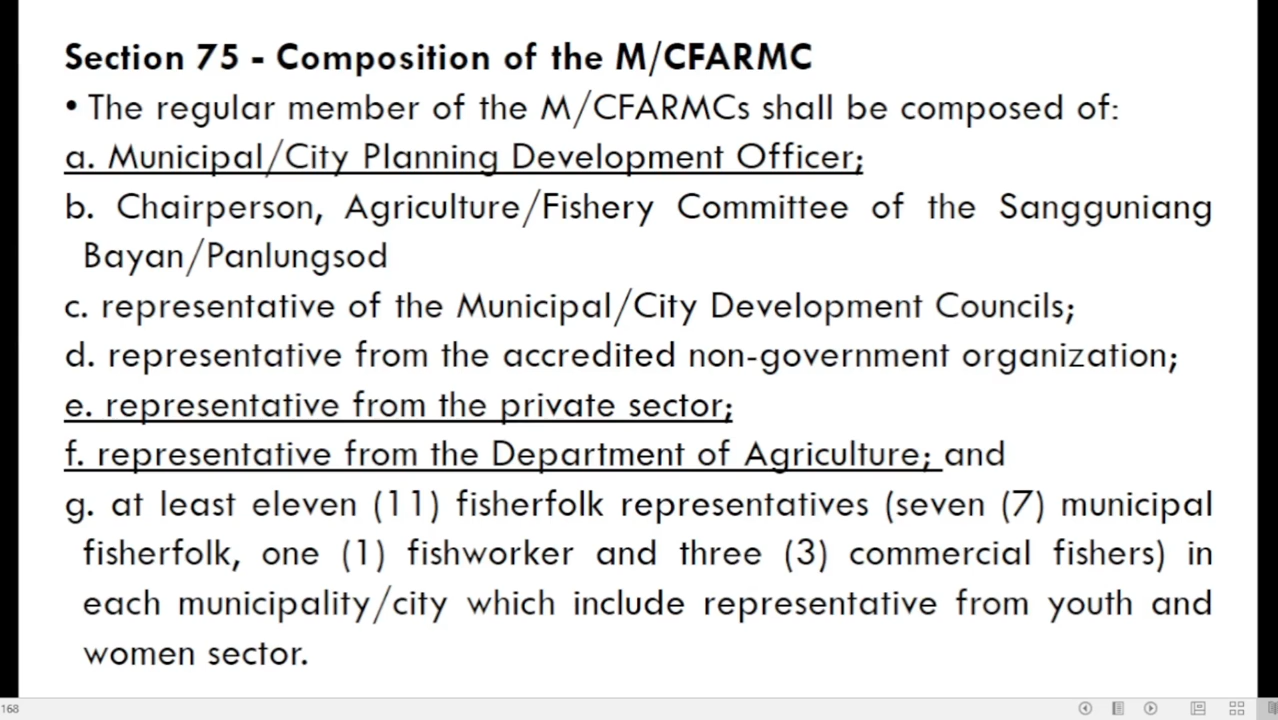 Section 75 - Composition of the M/CFARMC
• The regular member of the M/CFARMCs shall be composed of:
a. Municipal/City Planning Development Officer;
b. Chairperson, Agriculture/Fishery Committee of the Sangguniang
Bayan/Panlungsod
c. representative of the Municipal/City Development Councils;
d. representative from the accredited non-government organization;
e. representative from the private sector;
f. representative from the Department of Agriculture; and
g. at least eleven (11) fisherfolk representatives (seven (7) municipal
fisherfolk, one (1) fishworker and three (3) commercial fishers) in
each municipality/city which include representative from youth and
women sector.
168